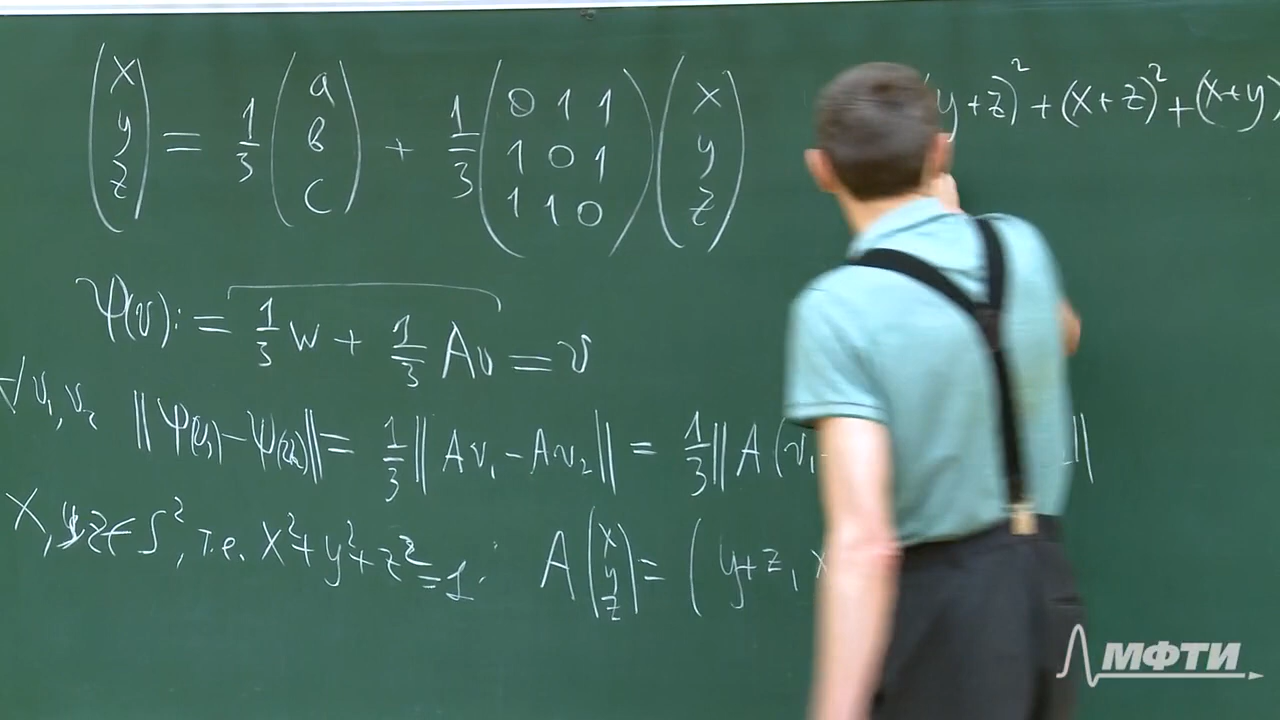 (x y z) = 1/3 (a b c) + 1/3 (0 1 1 1 0 1 1 1 0) (x y z)
y+z)² + (x+z)² + (x+y)
Ψ(v) := 1/3 w + 1/3 Av = v
∀ v₁, v₂ ||Ψ(v₁) − Ψ(v₂)|| = 1/3 || Av₁ − Av₂ || = 1/3 || A(v₁ − ||
x, y, z ∈ S², т.е. x² + y² + z² = 1 : A (x y z) = ( y+z, x
МФТИ